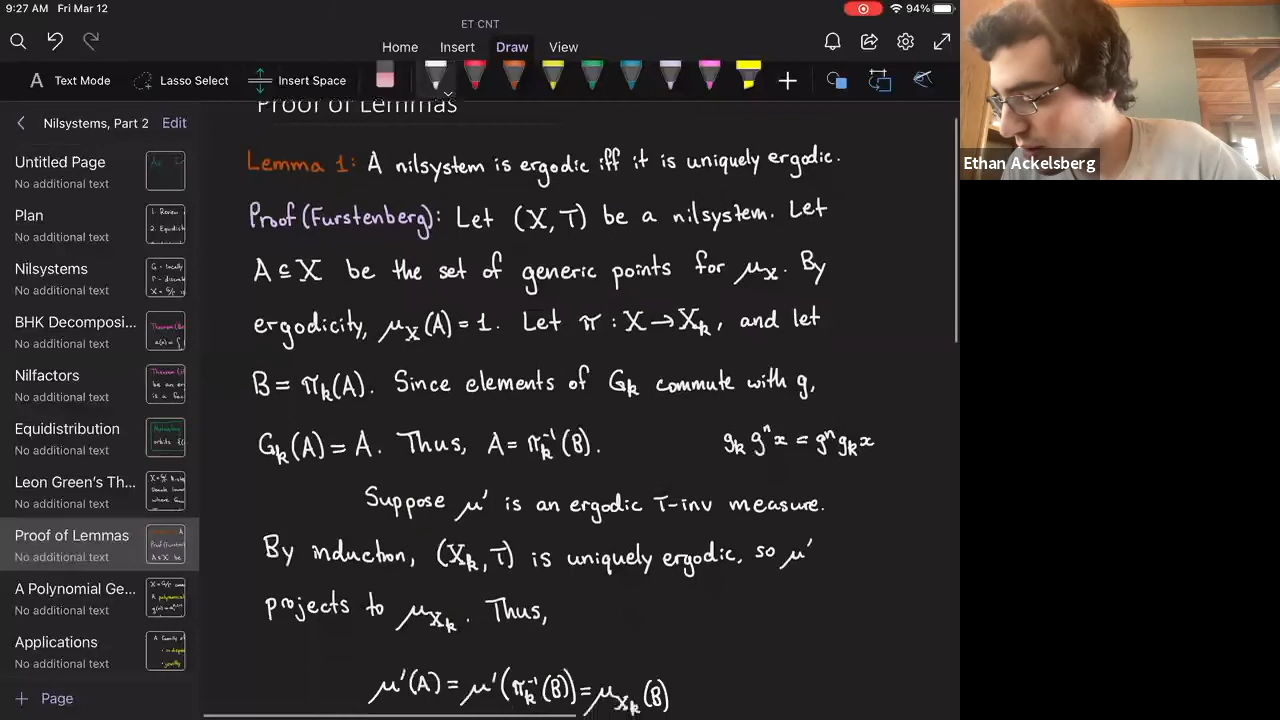 9:27 AM Fri Mar 12
94%
ET CNT
Home Insert Draw View
Text Mode
Lasso Select
Insert Space
Nilsystems, Part 2 Edit
Untitled Page
No additional text
Plan
No additional text
Nilsystems
No additional text
BHK Decomposi...
No additional text
Nilfactors
No additional text
Equidistribution
No additional text
Leon Green's Th...
No additional text
Proof of Lemmas
No additional text
A Polynomial Ge...
No additional text
Applications
No additional text
+ Page
Proof of Lemmas
Lemma 1: A nilsystem is ergodic iff it is uniquely ergodic.
Proof (Furstenberg): Let (X, T) be a nilsystem. Let
A ⊆ X be the set of generic points for μ_X. By
ergodicity, μ_X(A) = 1. Let π : X → X_k, and let
B = π_k(A). Since elements of G_k commute with g,
G_k(A) = A. Thus, A = π_k^{-1}(B). g_k g^n x = g^n g_k x
Suppose μ' is an ergodic T-inv measure.
By induction, (X_k, T) is uniquely ergodic, so μ'
projects to μ_{X_k}. Thus,
μ'(A) = μ'(π_k^{-1}(B)) = μ_{X_k}(B)
Ethan Ackelsberg